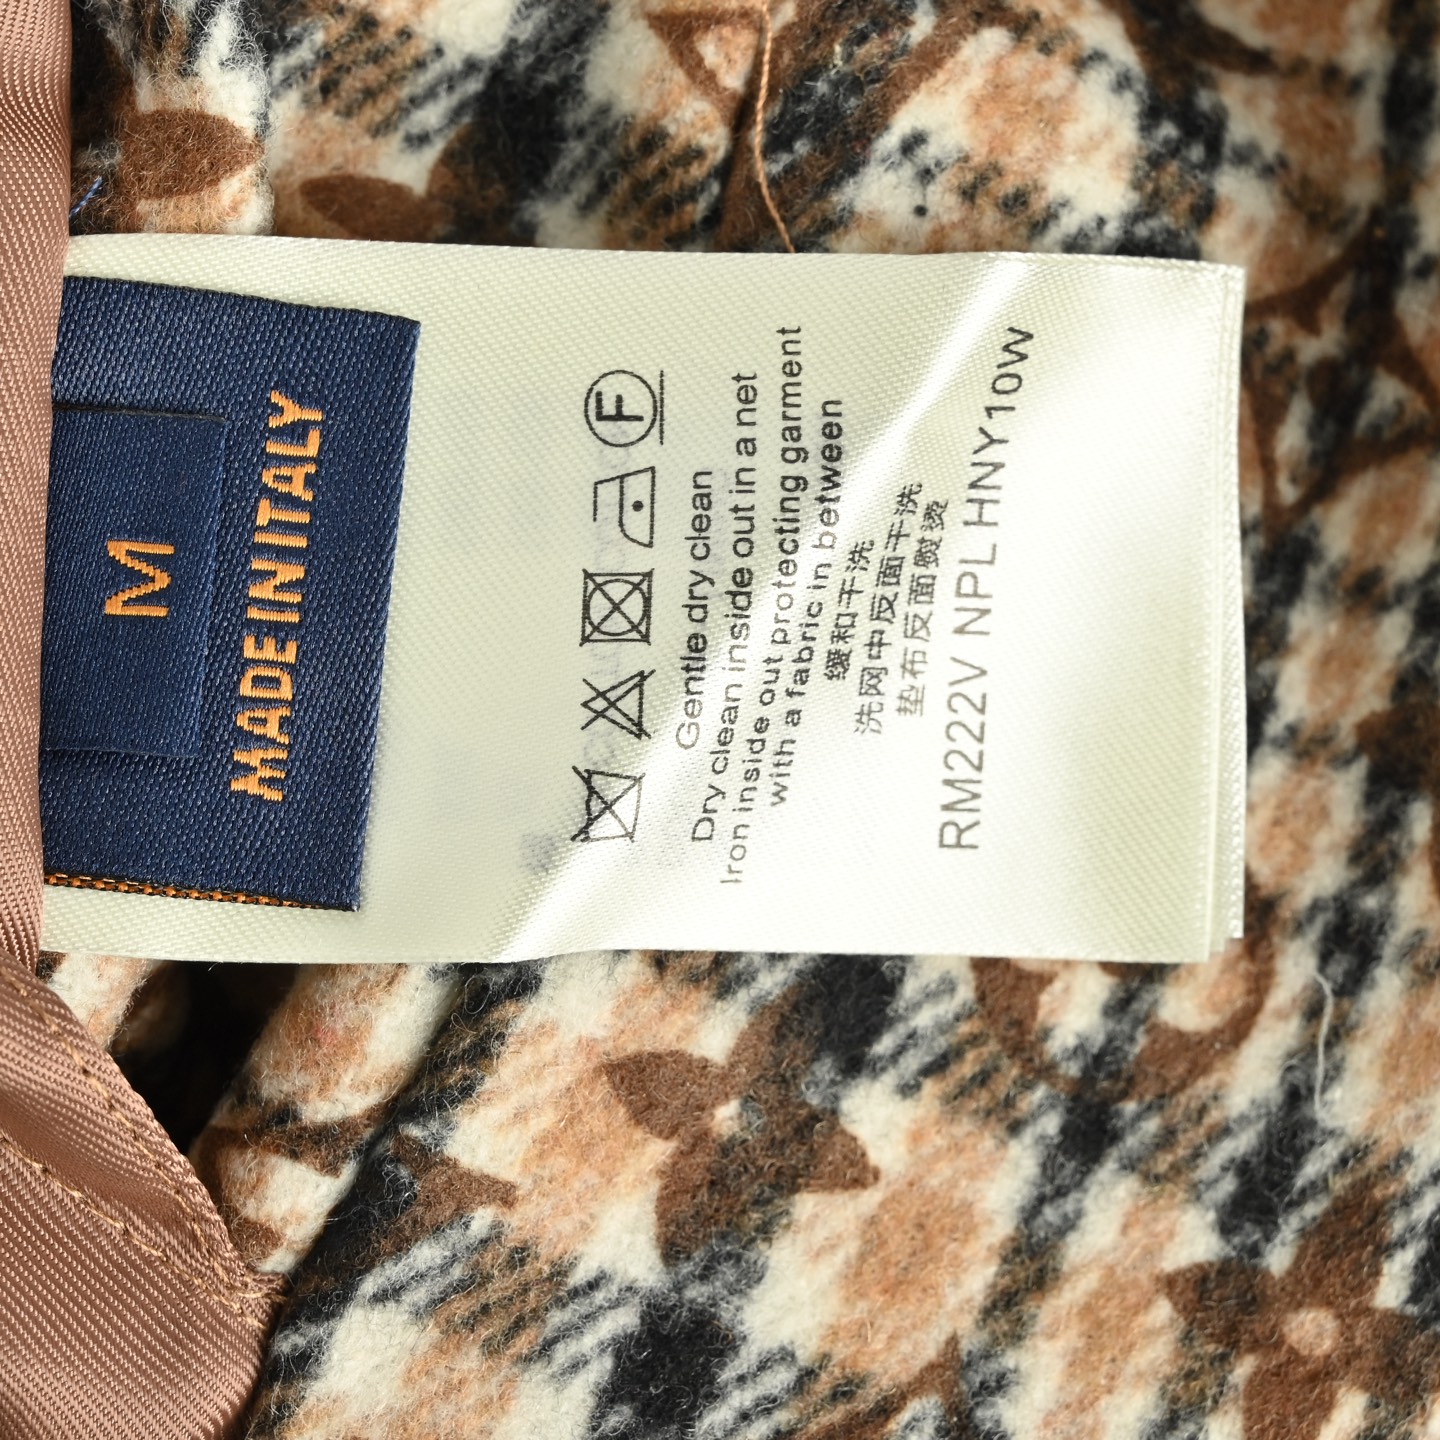 M
MADE IN ITALY
F
Gentle dry clean
Dry clean inside out in a net
Iron inside out protecting garment
with a fabric in between
缓和干洗
洗网中反面干洗
垫布反面熨烫
RM222V NPL HNY10W